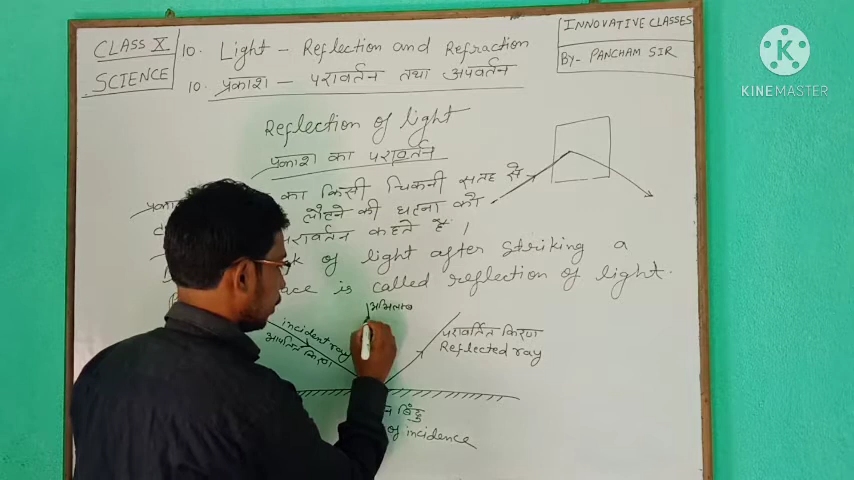 CLASS X
SCIENCE
10. Light - Reflection and Refraction
10. प्रकाश - परावर्तन तथा अपवर्तन
INNOVATIVE CLASSES
BY- PANCHAM SIR
K
KINEMASTER
Reflection of light
प्रकाश का परावर्तन
का किसी चिकनी सतह से
लौटने की घटना को
परावर्तन कहते हैं।
of light after striking a
is called reflection of light.
अभिलम्ब
incident ray
आपतित किरण
परावर्तित किरण
Reflected ray
बिंदु
of incidence